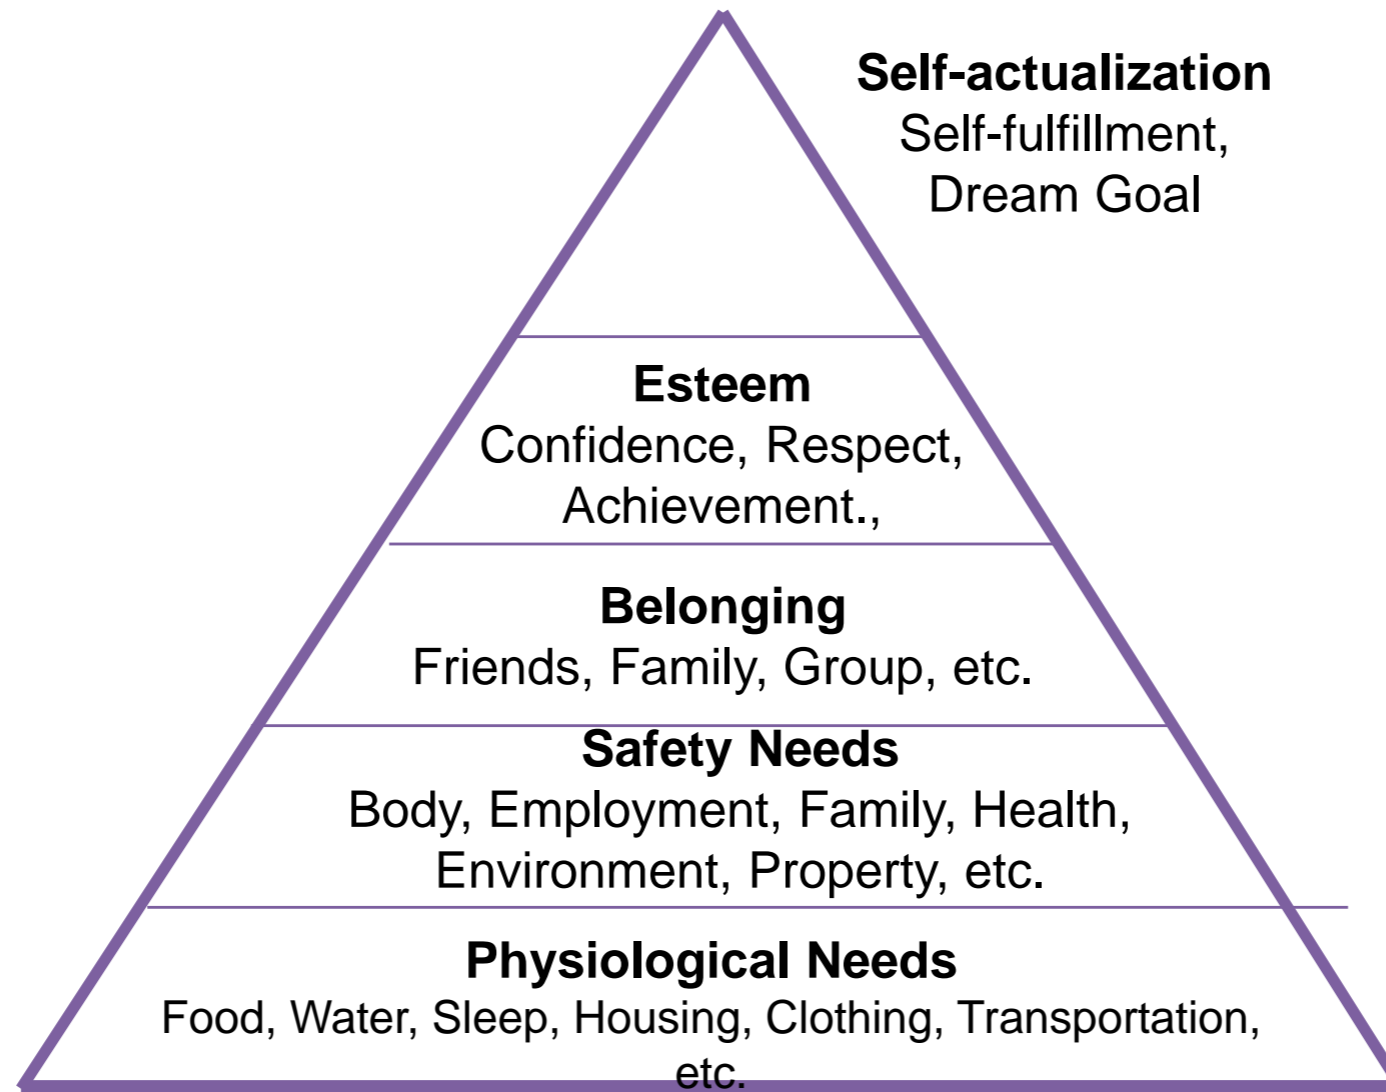 Self-actualization
Self-fulfillment,
Dream Goal
Esteem
Confidence, Respect,
Achievement.,
Belonging
Friends, Family, Group, etc.
Safety Needs
Body, Employment, Family, Health,
Environment, Property, etc.
Physiological Needs
Food, Water, Sleep, Housing, Clothing, Transportation,
etc.